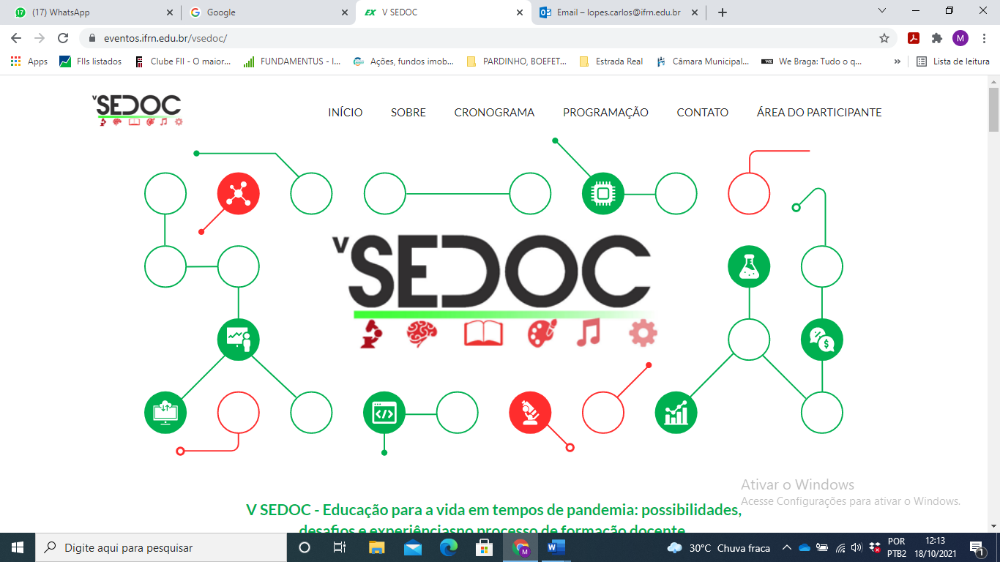 (17) WhatsApp
Google
V SEDOC
Email – lopes.carlos@ifrn.edu.br
eventos.ifrn.edu.br/vsedoc/
M
Apps
FIIs listados
Clube FII - O maior...
FUNDAMENTUS - I...
Ações, fundos imob...
PARDINHO, BOEFET...
Estrada Real
Câmara Municipal...
We Braga: Tudo o q...
»
Lista de leitura
V SEDOC
INÍCIO
SOBRE
CRONOGRAMA
PROGRAMAÇÃO
CONTATO
ÁREA DO PARTICIPANTE
V SEDOC
Ativar o Windows
Acesse Configurações para ativar o Windows.
V SEDOC - Educação para a vida em tempos de pandemia: possibilidades,
desafios e experiênciasno processo de formação docente
Digite aqui para pesquisar
30°C Chuva fraca
POR
PTB2
12:13
18/10/2021
1